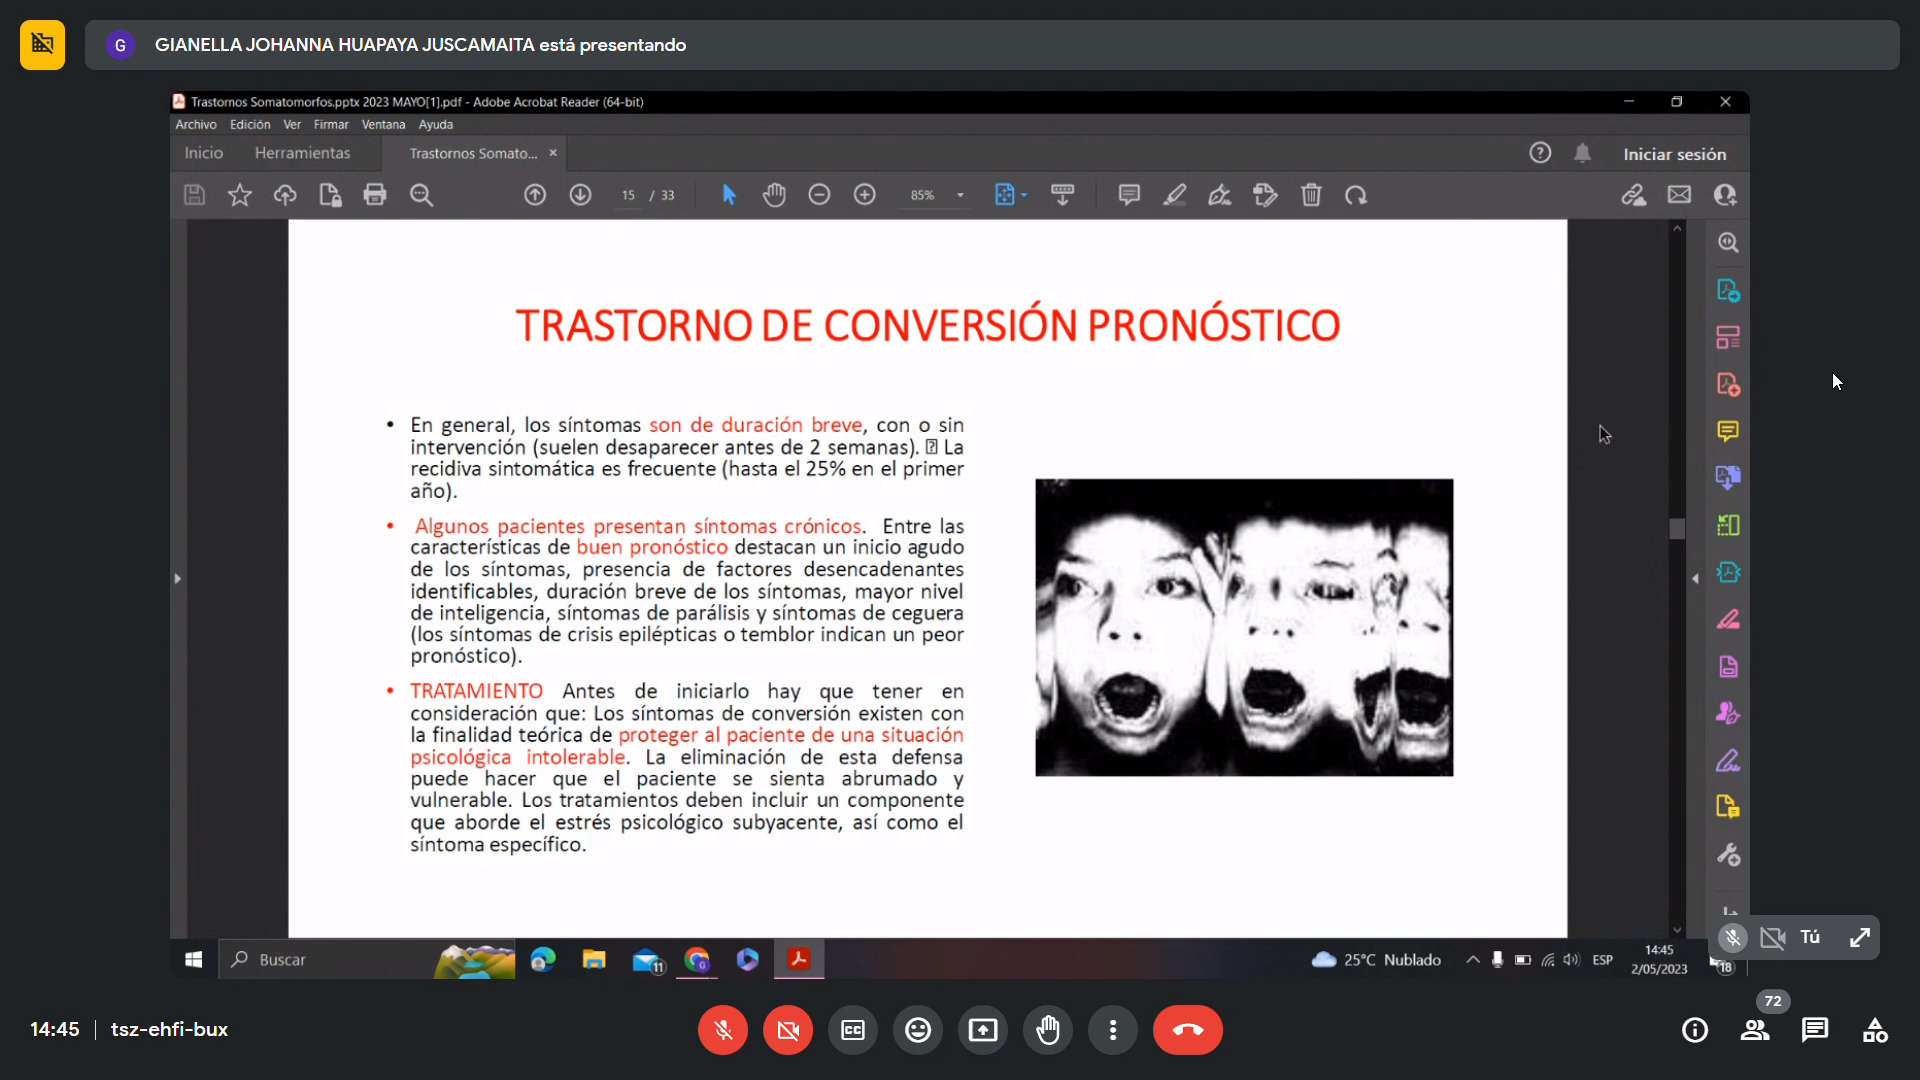 G GIANELLA JOHANNA HUAPAYA JUSCAMAITA está presentando
Trastornos Somatomorfos.pptx 2023 MAYO[1].pdf - Adobe Acrobat Reader (64-bit)
Archivo Edición Ver Firmar Ventana Ayuda
Inicio Herramientas Trastornos Somato... × Iniciar sesión
15 / 33 85%
TRASTORNO DE CONVERSIÓN PRONÓSTICO
• En general, los síntomas son de duración breve, con o sin
intervención (suelen desaparecer antes de 2 semanas). La
recidiva sintomática es frecuente (hasta el 25% en el primer
año).
• Algunos pacientes presentan síntomas crónicos. Entre las
características de buen pronóstico destacan un inicio agudo
de los síntomas, presencia de factores desencadenantes
identificables, duración breve de los síntomas, mayor nivel
de inteligencia, síntomas de parálisis y síntomas de ceguera
(los síntomas de crisis epilépticas o temblor indican un peor
pronóstico).
• TRATAMIENTO Antes de iniciarlo hay que tener en
consideración que: Los síntomas de conversión existen con
la finalidad teórica de proteger al paciente de una situación
psicológica intolerable. La eliminación de esta defensa
puede hacer que el paciente se sienta abrumado y
vulnerable. Los tratamientos deben incluir un componente
que aborde el estrés psicológico subyacente, así como el
síntoma específico.
Tú
Buscar 11 G 25°C Nublado ESP 14:45
2/05/2023 18
72
14:45 | tsz-ehfi-bux